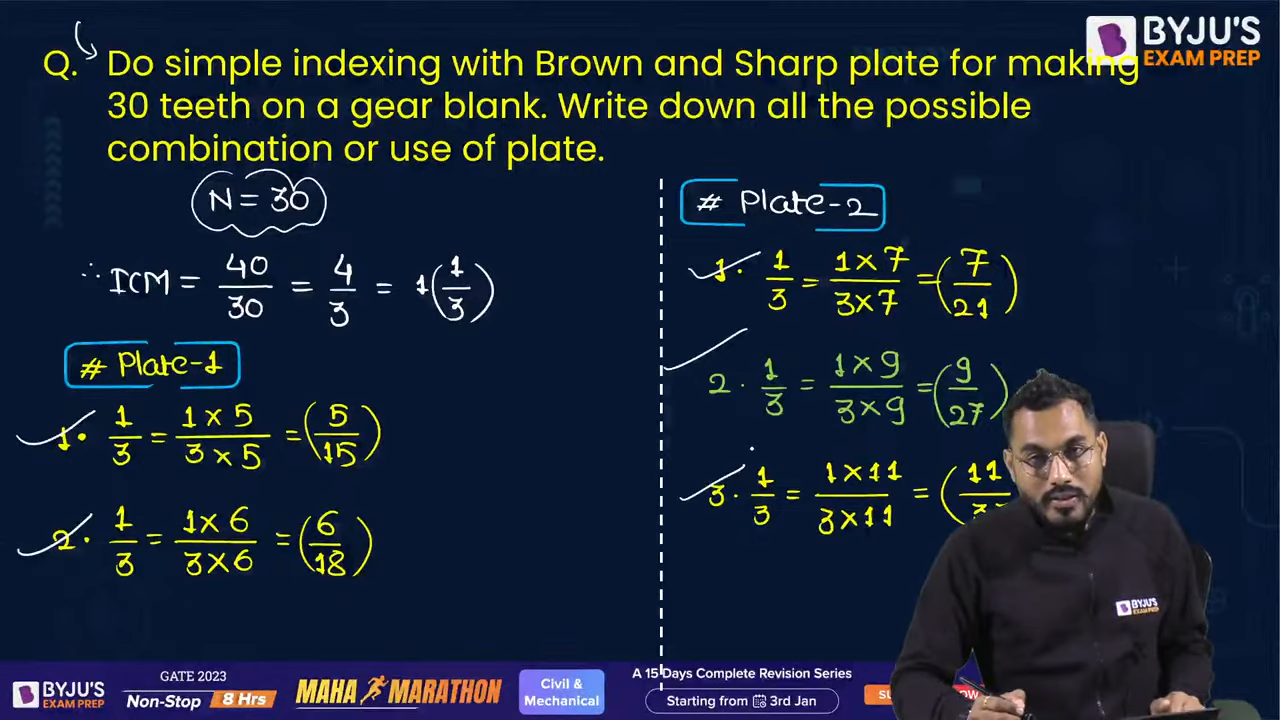 Q. Do simple indexing with Brown and Sharp plate for making
30 teeth on a gear blank. Write down all the possible
combination or use of plate.
BYJU'S
EXAM PREP
N = 30
∴ ICM = 40/30 = 4/3 = 1(1/3)
# Plate-1
1. 1/3 = 1×5/3×5 = (5/15)
2. 1/3 = 1×6/3×6 = (6/18)
# Plate-2
1. 1/3 = 1×7/3×7 = (7/21)
2. 1/3 = 1×9/3×9 = (9/27)
3. 1/3 = 1×11/3×11 = (11/
BYJU'S
EXAM PREP
BYJU'S
EXAM PREP
GATE 2023
Non-Stop 8 Hrs
MAHA MARATHON
Civil &
Mechanical
A 15 Days Complete Revision Series
Starting from 3rd Jan